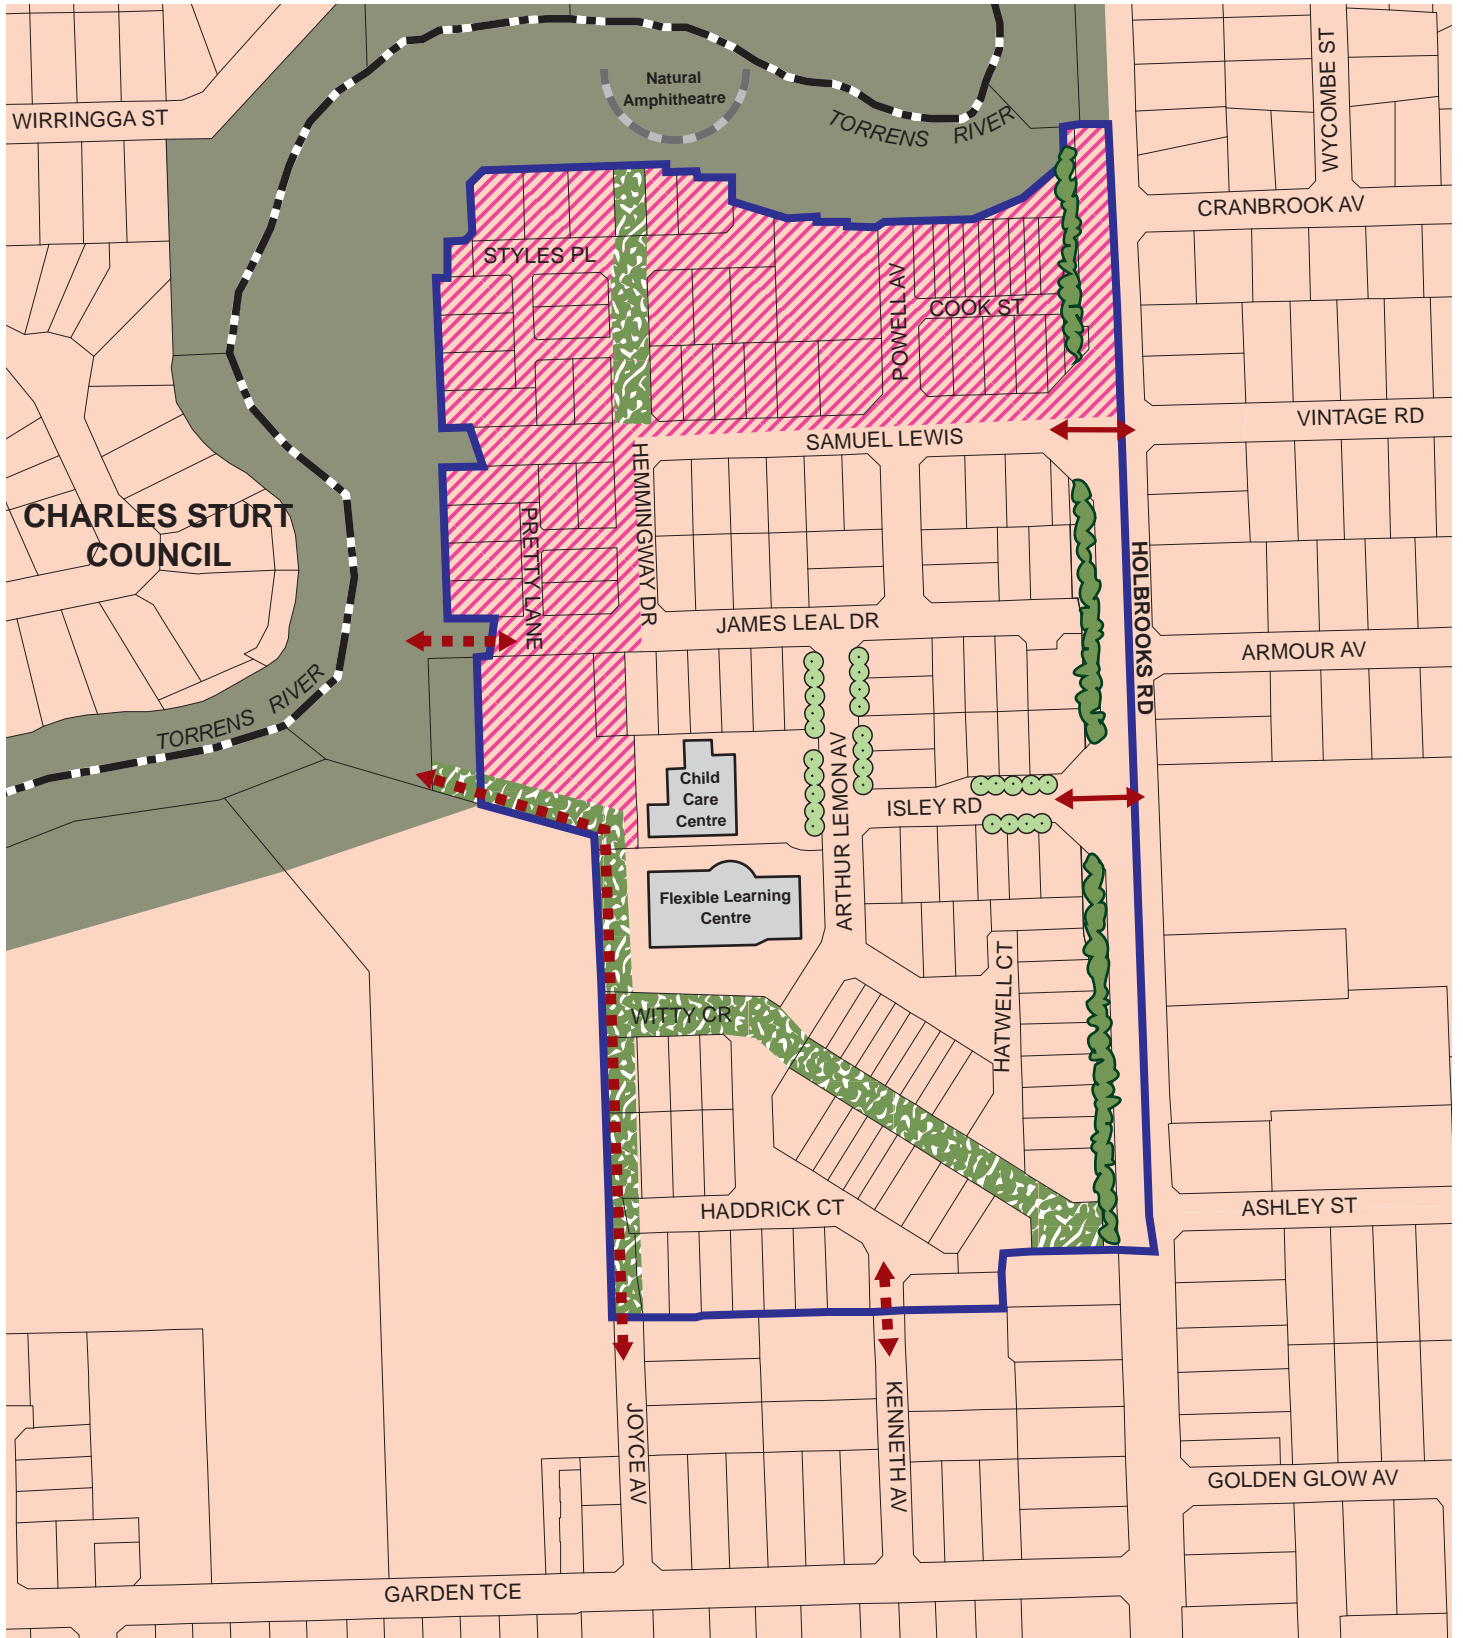 WYCOMBE ST
Natural
Amphitheatre
WIRRINGGA ST
TORRENS RIVER
CRANBROOK AV
STYLES PL
POWELL AV
COOK ST
VINTAGE RD
SAMUEL LEWIS
HEMMINGWAY DR
CHARLES STURT
COUNCIL
PRETTY LANE
HOLBROOKS RD
JAMES LEAL DR
ARMOUR AV
TORRENS RIVER
Child
Care
Centre
ARTHUR LEMON AV
ISLEY RD
Flexible Learning
Centre
HATWELL CT
WITTY CR
HADDRICK CT
ASHLEY ST
JOYCE AV
KENNETH AV
GOLDEN GLOW AV
GARDEN TCE